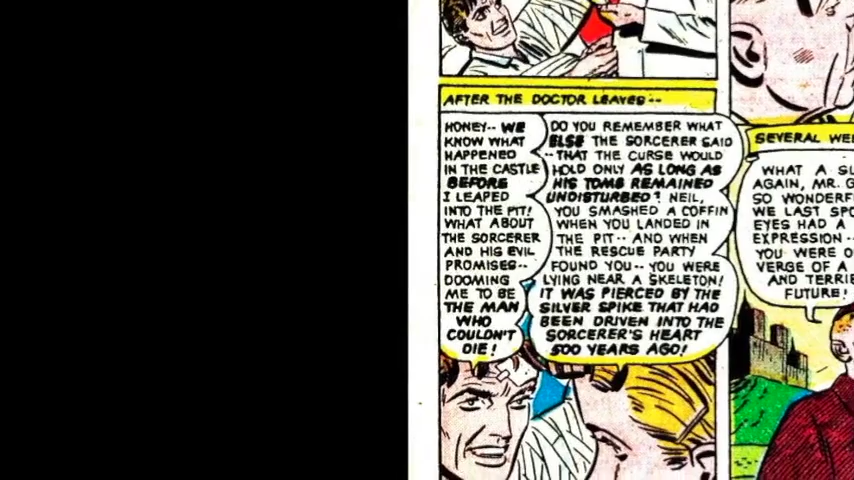 AFTER THE DOCTOR LEAVES--
HONEY-- WE
KNOW WHAT
HAPPENED
IN THE CASTLE
BEFORE
I LEAPED
INTO THE PIT!
WHAT ABOUT
THE SORCERER
AND HIS EVIL
PROMISES--
DOOMING
ME TO BE
THE MAN
WHO
COULDN'T
DIE!
DO YOU REMEMBER WHAT
ELSE THE SORCERER SAID
--THAT THE CURSE WOULD
HOLD ONLY AS LONG AS
HIS TOMB REMAINED
UNDISTURBED? NEIL,
YOU SMASHED A COFFIN
WHEN YOU LANDED IN
THE PIT-- AND WHEN
THE RESCUE PARTY
FOUND YOU-- YOU WERE
LYING NEAR A SKELETON!
IT WAS PIERCED BY THE
SILVER SPIKE THAT HAD
BEEN DRIVEN INTO THE
SORCERER'S HEART
500 YEARS AGO!
SEVERAL
WHAT A
AGAIN, MR.
SO
WE LAST
EYES HAD A
EXPRESSION--
YOU WERE
VERGE OF A
AND
FUTURE!